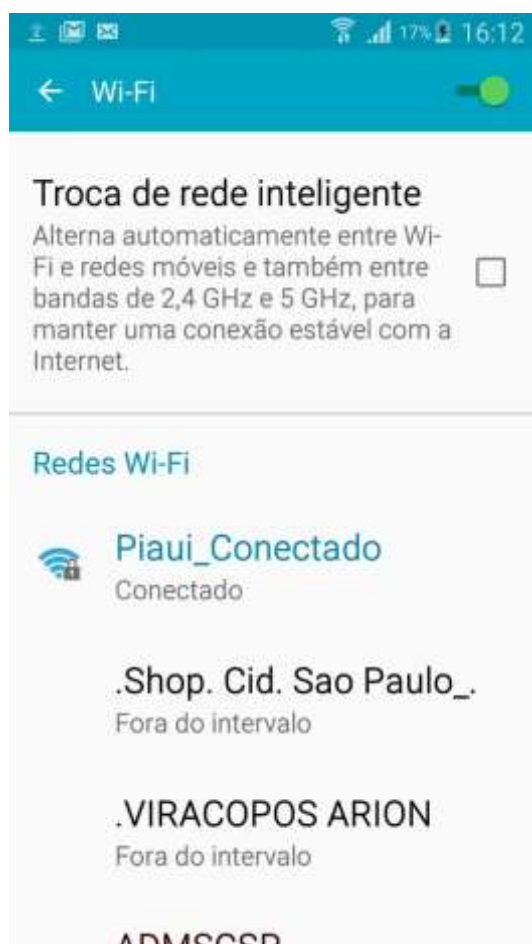 17% 16:12
Wi-Fi
Troca de rede inteligente
Alterna automaticamente entre Wi-
Fi e redes móveis e também entre
bandas de 2,4 GHz e 5 GHz, para
manter uma conexão estável com a
Internet.
Redes Wi-Fi
Piaui_Conectado
Conectado
.Shop. Cid. Sao Paulo_.
Fora do intervalo
.VIRACOPOS ARION
Fora do intervalo